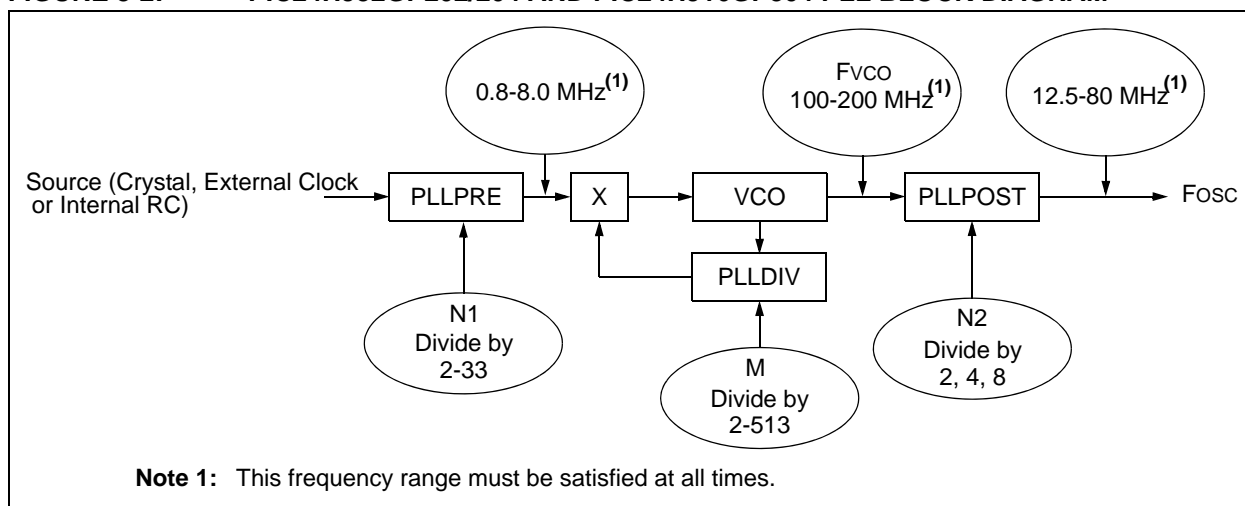 0.8-8.0 MHz(1)
FVCO
100-200 MHz(1)
12.5-80 MHz(1)
Source (Crystal, External Clock
or Internal RC)
PLLPRE
X
VCO
PLLPOST
FOSC
PLLDIV
N1
Divide by
2-33
M
Divide by
2-513
N2
Divide by
2, 4, 8
Note 1: This frequency range must be satisfied at all times.